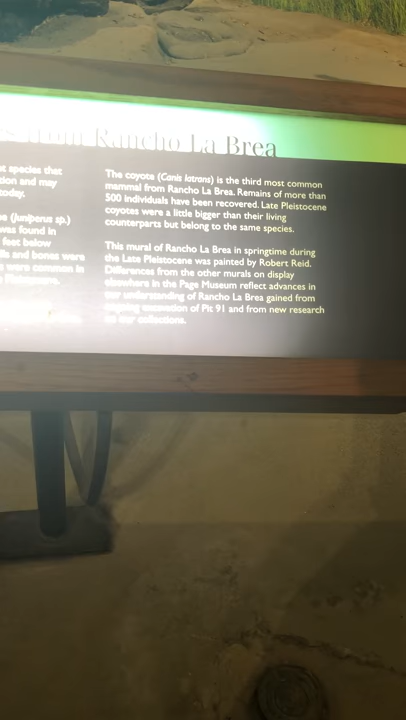 from Rancho La Brea
species that
tion and may
today.
(Juniperus sp.)
was found in
feet below
and bones were
were common in
The coyote (Canis latrans) is the third most common
mammal from Rancho La Brea. Remains of more than
500 individuals have been recovered. Late Pleistocene
coyotes were a little bigger than their living
counterparts but belong to the same species.
This mural of Rancho La Brea in springtime during
the Late Pleistocene was painted by Robert Reid.
Differences from the other murals on display
elsewhere in the Page Museum reflect advances in
our understanding of Rancho La Brea gained from
ongoing excavation of Pit 91 and from new research
on our collections.